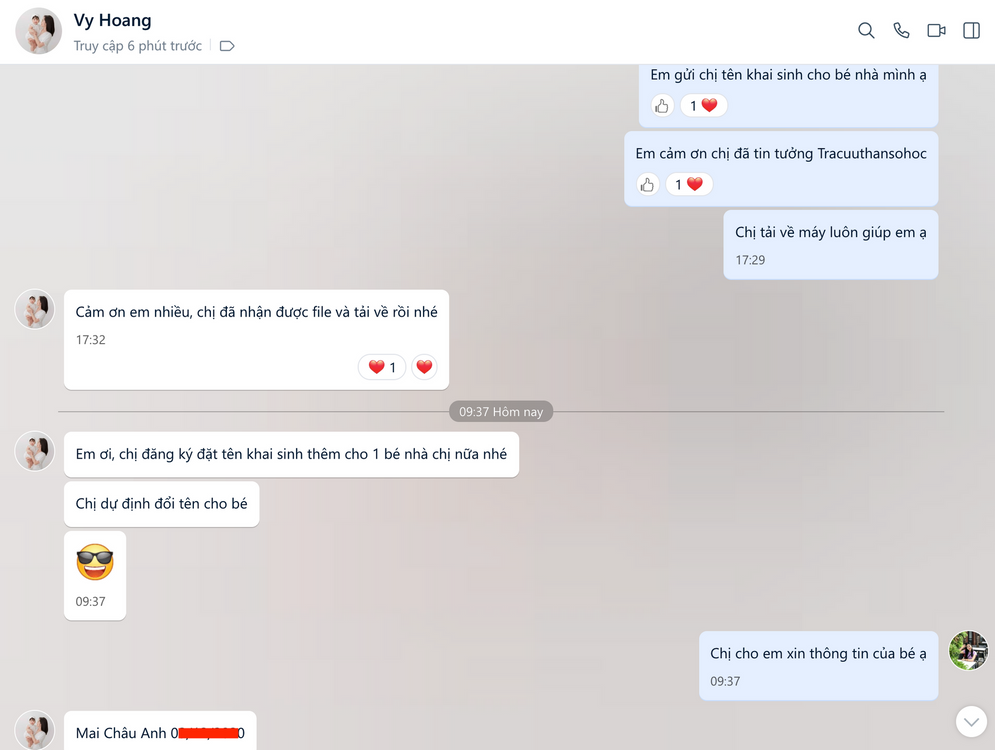 Vy Hoang
Truy cập 6 phút trước
Em gửi chị tên khai sinh cho bé nhà mình ạ
1
Em cảm ơn chị đã tin tưởng Tracuuthansohoc
1
Chị tải về máy luôn giúp em ạ
17:29
Cảm ơn em nhiều, chị đã nhận được file và tải về rồi nhé
17:32
1
09:37 Hôm nay
Em ơi, chị đăng ký đặt tên khai sinh thêm cho 1 bé nhà chị nữa nhé
Chị dự định đổi tên cho bé
09:37
Chị cho em xin thông tin của bé ạ
09:37
Mai Châu Anh 0